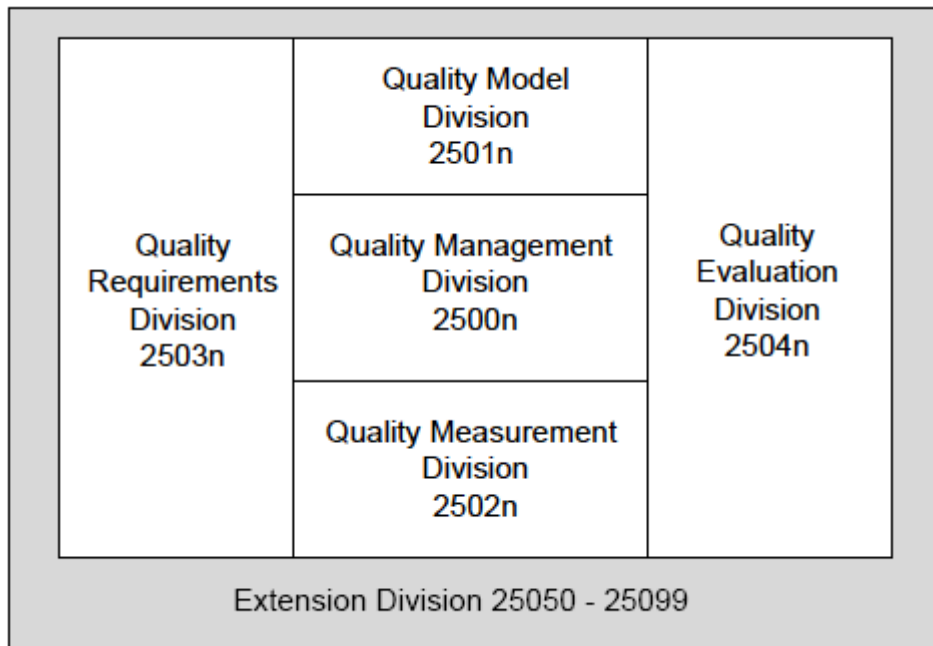 Quality Model
Division
2501n
Quality
Requirements
Division
2503n
Quality Management
Division
2500n
Quality
Evaluation
Division
2504n
Quality Measurement
Division
2502n
Extension Division 25050 - 25099